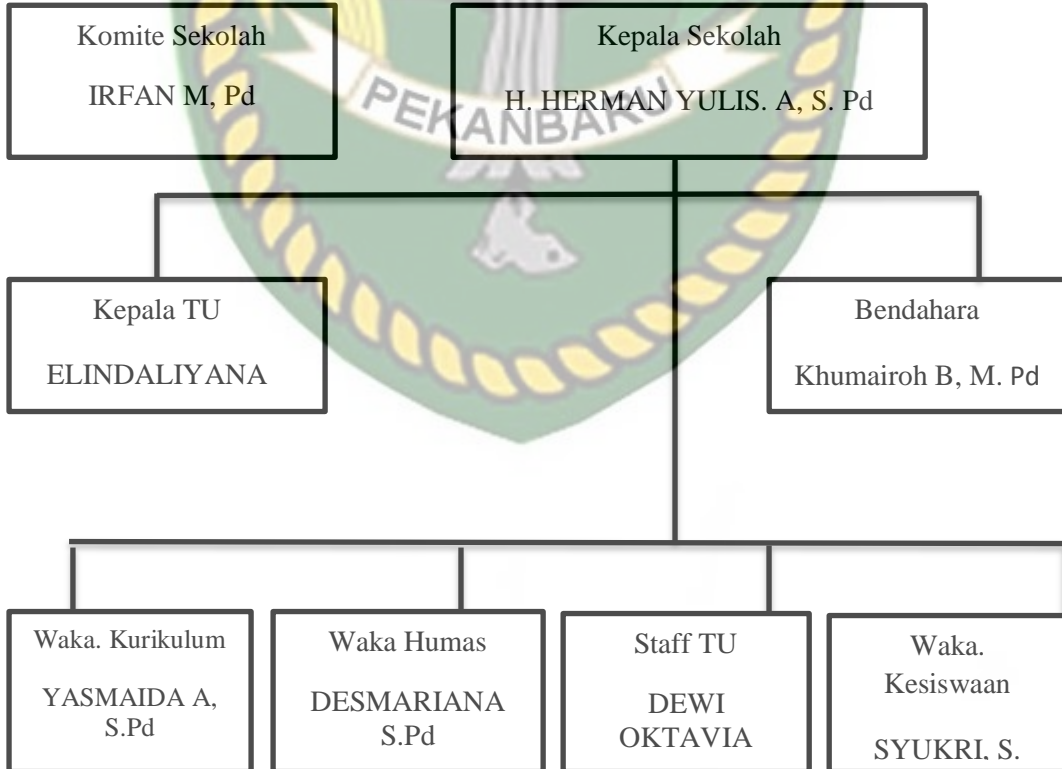 Komite Sekolah
IRFAN M, Pd
Kepala Sekolah
H. HERMAN YULIS. A, S. Pd
PEKANBARU
Kepala TU
ELINDALIYANA
Bendahara
Khumairoh B, M. Pd
Waka. Kurikulum
YASMAIDA A,
S.Pd
Waka Humas
DESMARIANA
S.Pd
Staff TU
DEWI
OKTAVIA
Waka.
Kesiswaan
SYUKRI, S.